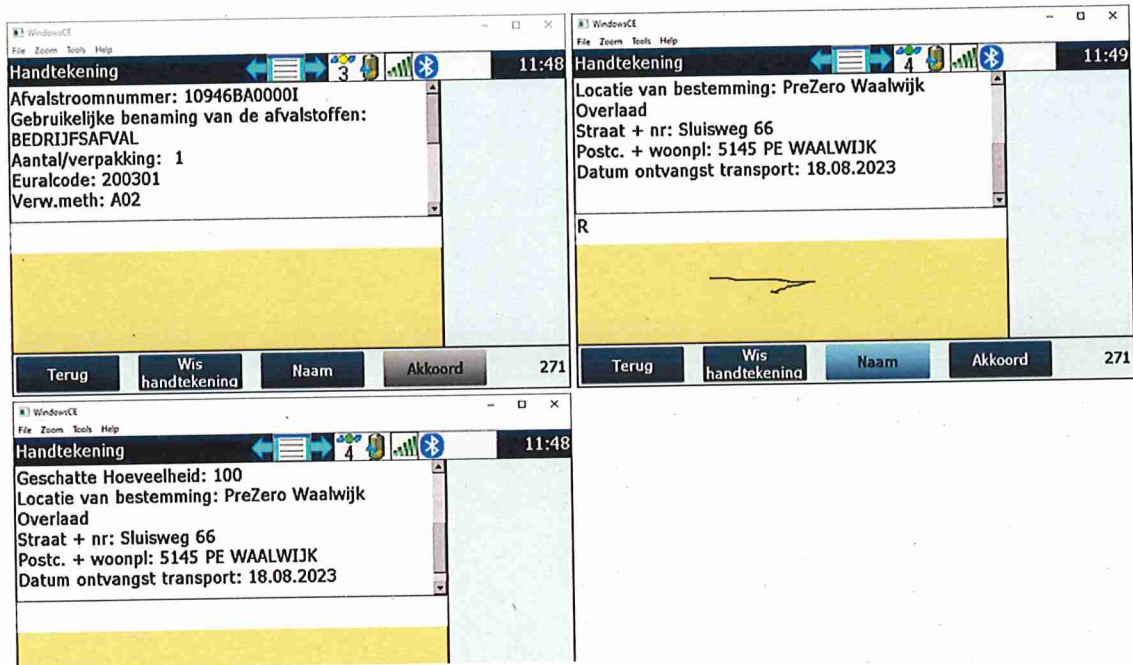 WindowsCE
File Zoom Tools Help
Handtekening 3 11:48
Afvalstroomnummer: 10946BA0000I
Gebruikelijke benaming van de afvalstoffen:
BEDRIJFSAFVAL
Aantal/verpakking: 1
Euralcode: 200301
Verw.meth: A02
Terug
Wis
handtekening
Naam
Akkoord
271
WindowsCE
File Zoom Tools Help
Handtekening 4 11:49
Locatie van bestemming: PreZero Waalwijk
Overlaad
Straat + nr: Sluisweg 66
Postc. + woonpl: 5145 PE WAALWIJK
Datum ontvangst transport: 18.08.2023
R
Terug
Wis
handtekening
Naam
Akkoord
271
WindowsCE
File Zoom Tools Help
Handtekening 4 11:48
Geschatte Hoeveelheid: 100
Locatie van bestemming: PreZero Waalwijk
Overlaad
Straat + nr: Sluisweg 66
Postc. + woonpl: 5145 PE WAALWIJK
Datum ontvangst transport: 18.08.2023